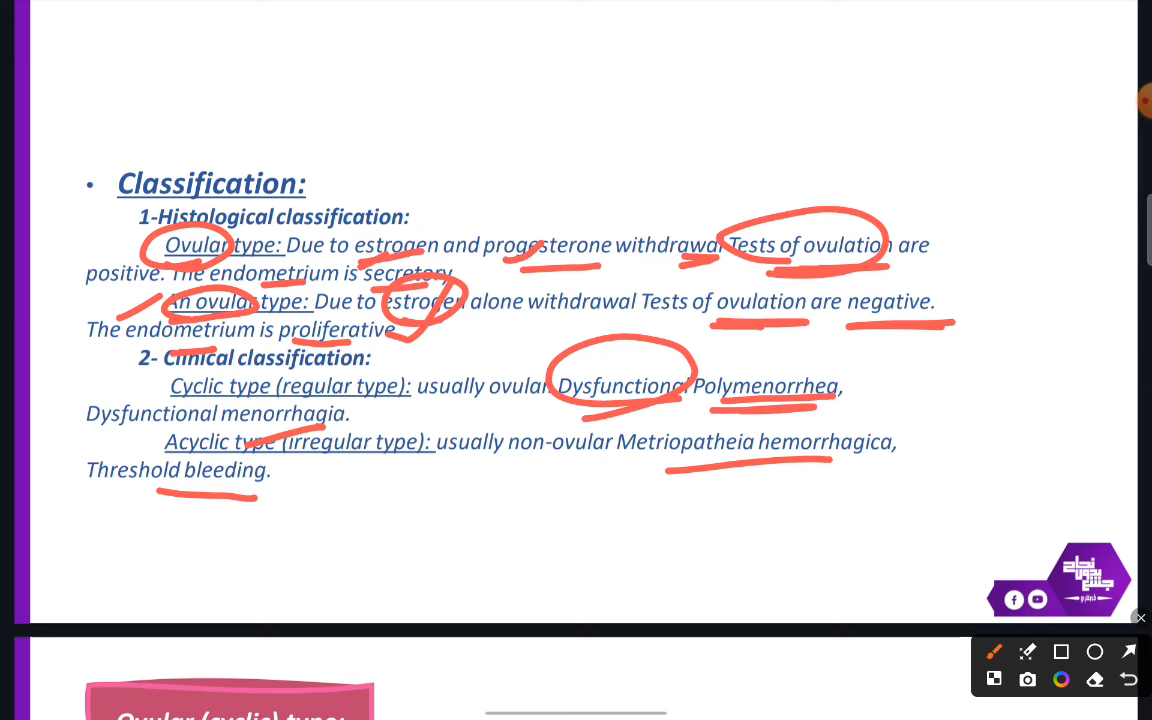 • Classification:
1-Histological classification:
Ovular type: Due to estrogen and progesterone withdrawal Tests of ovulation are
positive. The endometrium is secretory.
An ovular type: Due to estrogen alone withdrawal Tests of ovulation are negative.
The endometrium is proliferative.
2- Clinical classification:
Cyclic type (regular type): usually ovular. Dysfunctional Polymenorrhea,
Dysfunctional menorrhagia.
Acyclic type (irregular type): usually non-ovular Metriopatheia hemorrhagica,
Threshold bleeding.
Ovular (cyclic) type: